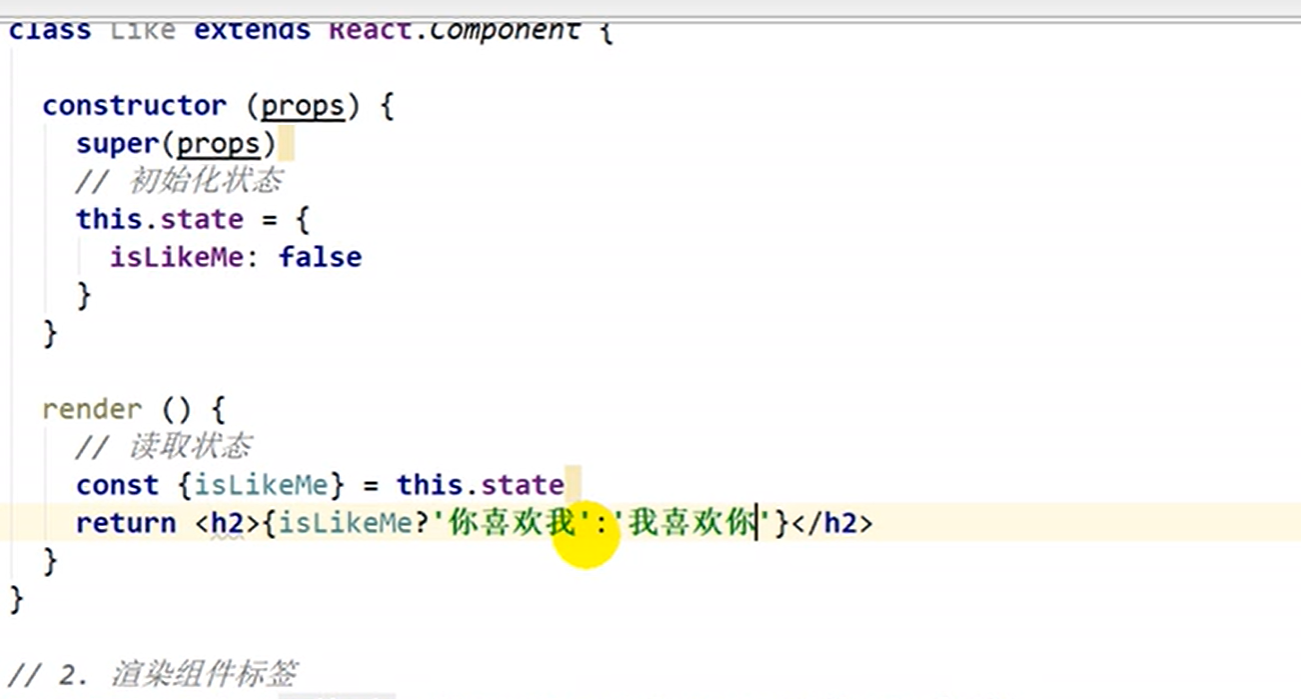 class Like extends React.Component {
constructor (props) {
super(props)
// 初始化状态
this.state = {
isLikeMe: false
}
}
render () {
// 读取状态
const {isLikeMe} = this.state
return <h2>{isLikeMe?'你喜欢我':'我喜欢你'}</h2>
}
}
// 2. 渲染组件标签